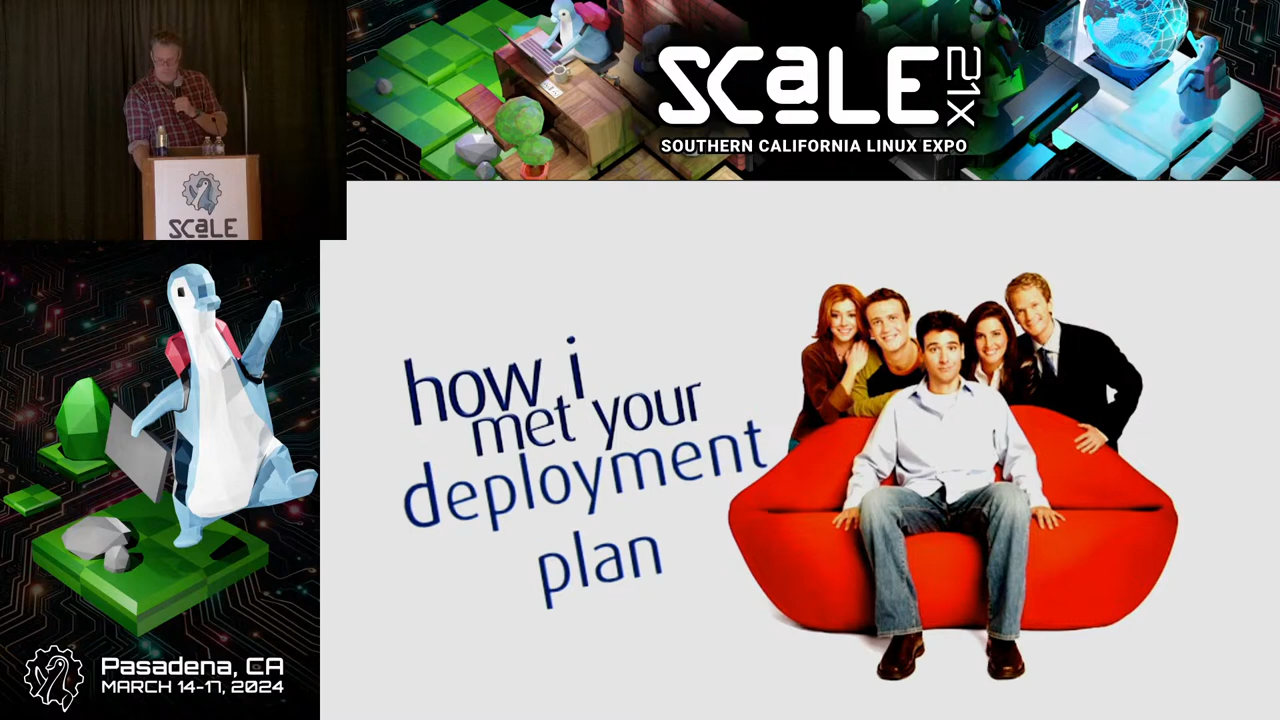 SCALE
21X
SOUTHERN CALIFORNIA LINUX EXPO
SCALE
how i
met your
deployment
plan
Pasadena, CA
MARCH 14-17, 2024